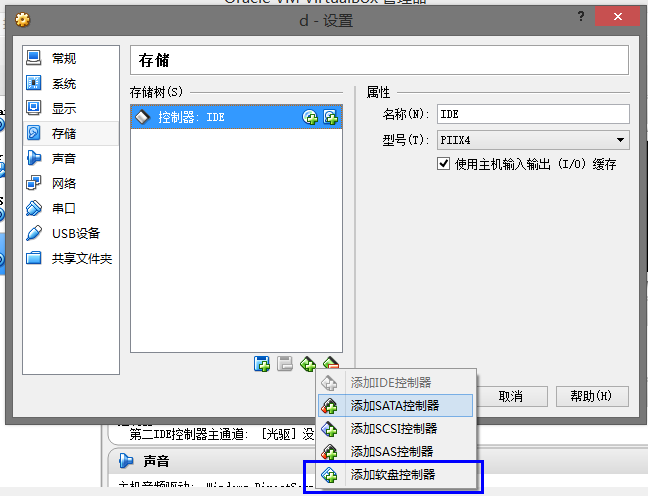 Oracle VM VirtualBox 管理器
d - 设置
?
常规
系统
显示
存储
声音
网络
串口
USB设备
共享文件夹
存储
存储树(S)
控制器: IDE
属性
名称(N): IDE
型号(T): PIIX4
使用主机输入输出 (I/O) 缓存
取消
帮助(H)
添加IDE控制器
添加SATA控制器
添加SCSI控制器
添加SAS控制器
添加软盘控制器
第二IDE控制器主通道: [光驱] 没
声音
主机音频驱动: Windows DirectSou